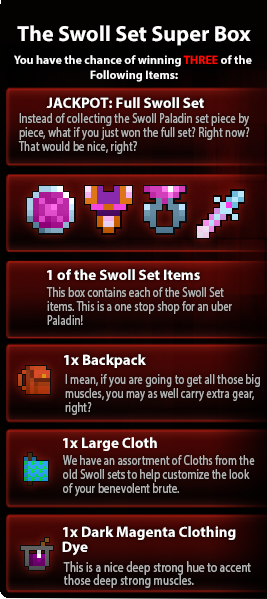 The Swoll Set Super Box
You have the chance of winning THREE of the
Following Items:
JACKPOT: Full Swoll Set
Instead of collecting the Swoll Paladin set piece by
piece, what if you just won the full set? Right now?
That would be nice, right?
1 of the Swoll Set Items
This box contains each of the Swoll Set
items. This is a one stop shop for an uber
Paladin!
1x Backpack
I mean, if you are going to get all those big
muscles, you may as well carry extra gear,
right?
1x Large Cloth
We have an assortment of Cloths from the
old Swoll sets to help customize the look
of your benevolent brute.
1x Dark Magenta Clothing
Dye
This is a nice deep strong hue to accent
those deep strong muscles.